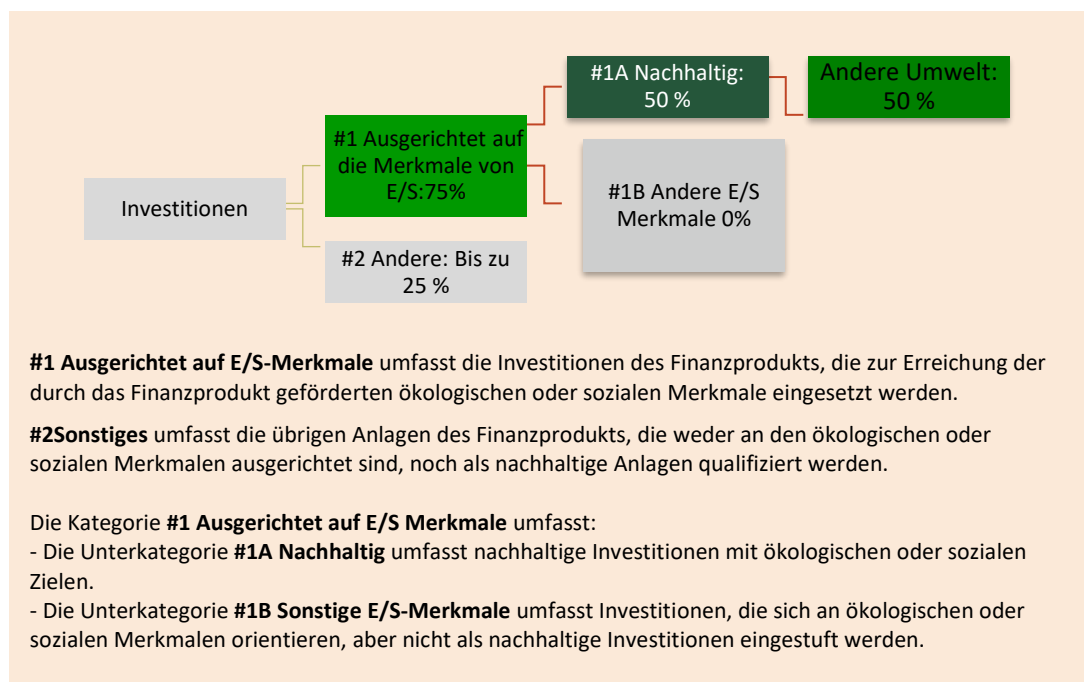 #1A Nachhaltig:
50 %
Andere Umwelt:
50 %
#1 Ausgerichtet auf
die Merkmale von
E/S:75%
Investitionen
#1B Andere E/S
Merkmale 0%
#2 Andere: Bis zu
25 %
#1 Ausgerichtet auf E/S-Merkmale umfasst die Investitionen des Finanzprodukts, die zur Erreichung der
durch das Finanzprodukt geförderten ökologischen oder sozialen Merkmale eingesetzt werden.
#2Sonstiges umfasst die übrigen Anlagen des Finanzprodukts, die weder an den ökologischen oder
sozialen Merkmalen ausgerichtet sind, noch als nachhaltige Anlagen qualifiziert werden.
Die Kategorie #1 Ausgerichtet auf E/S Merkmale umfasst:
- Die Unterkategorie #1A Nachhaltig umfasst nachhaltige Investitionen mit ökologischen oder sozialen
Zielen.
- Die Unterkategorie #1B Sonstige E/S-Merkmale umfasst Investitionen, die sich an ökologischen oder
sozialen Merkmalen orientieren, aber nicht als nachhaltige Investitionen eingestuft werden.